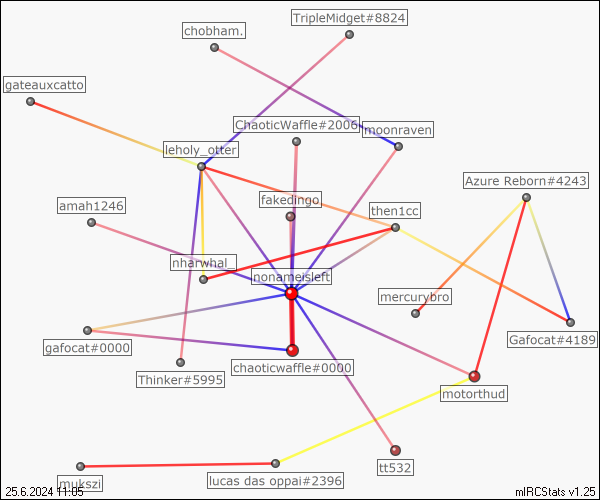 TripleMidget#8824
chobham.
gateauxcatto
ChaoticWaffle#2006
moonraven
leholy_otter
Azure Reborn#4243
fakedingo
amah1246
then1cc
nharwhal_
nonameisleft
mercurybro
Gafocat#4189
gafocat#0000
chaoticwaffle#0000
Thinker#5995
motorthud
tt532
mukszi
lucas das oppai#2396
25.6.2024 11:05
mIRCStats v1.25